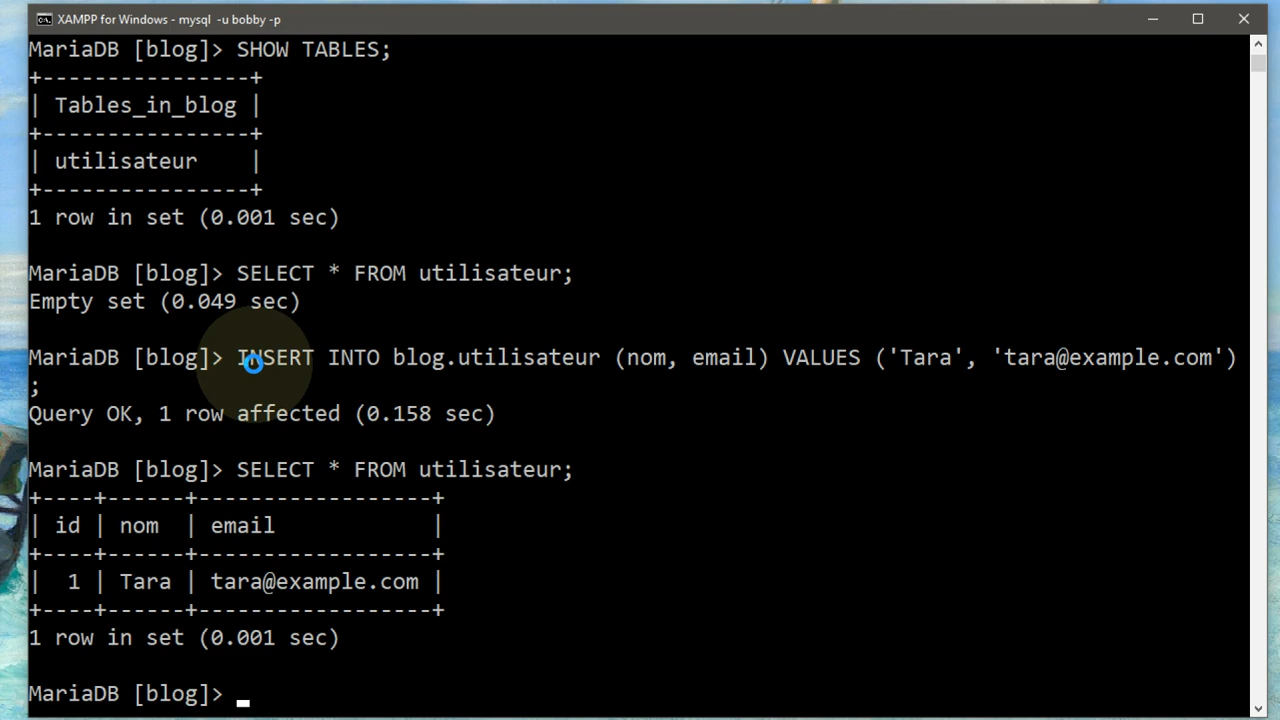 XAMPP for Windows - mysql -u bobby -p
MariaDB [blog]> SHOW TABLES;
+----------------+
| Tables_in_blog |
+----------------+
| utilisateur    |
+----------------+
1 row in set (0.001 sec)
MariaDB [blog]> SELECT * FROM utilisateur;
Empty set (0.049 sec)
MariaDB [blog]> INSERT INTO blog.utilisateur (nom, email) VALUES ('Tara', 'tara@example.com')
;
Query OK, 1 row affected (0.158 sec)
MariaDB [blog]> SELECT * FROM utilisateur;
+----+------+------------------+
| id | nom  | email            |
+----+------+------------------+
|  1 | Tara | tara@example.com |
+----+------+------------------+
1 row in set (0.001 sec)
MariaDB [blog]>